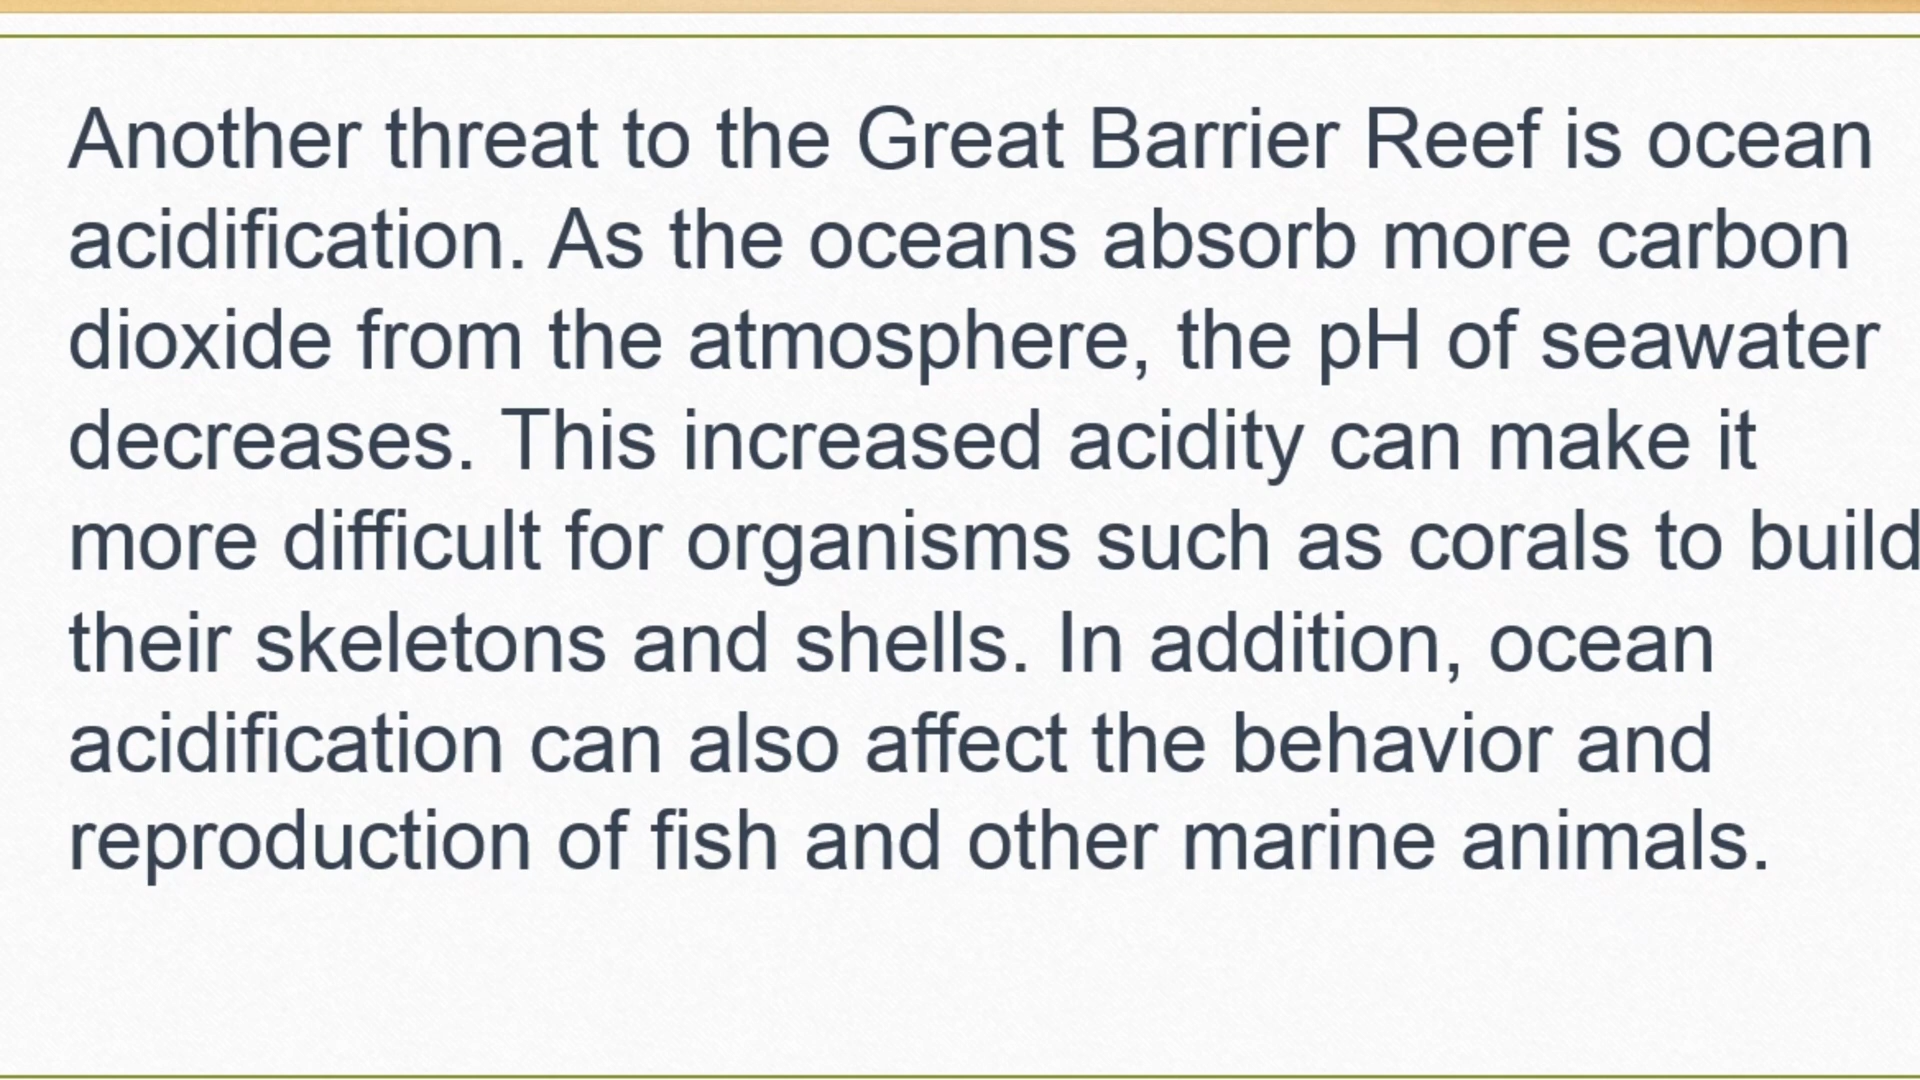 Another threat to the Great Barrier Reef is ocean
acidification. As the oceans absorb more carbon
dioxide from the atmosphere, the pH of seawater
decreases. This increased acidity can make it
more difficult for organisms such as corals to build
their skeletons and shells. In addition, ocean
acidification can also affect the behavior and
reproduction of fish and other marine animals.